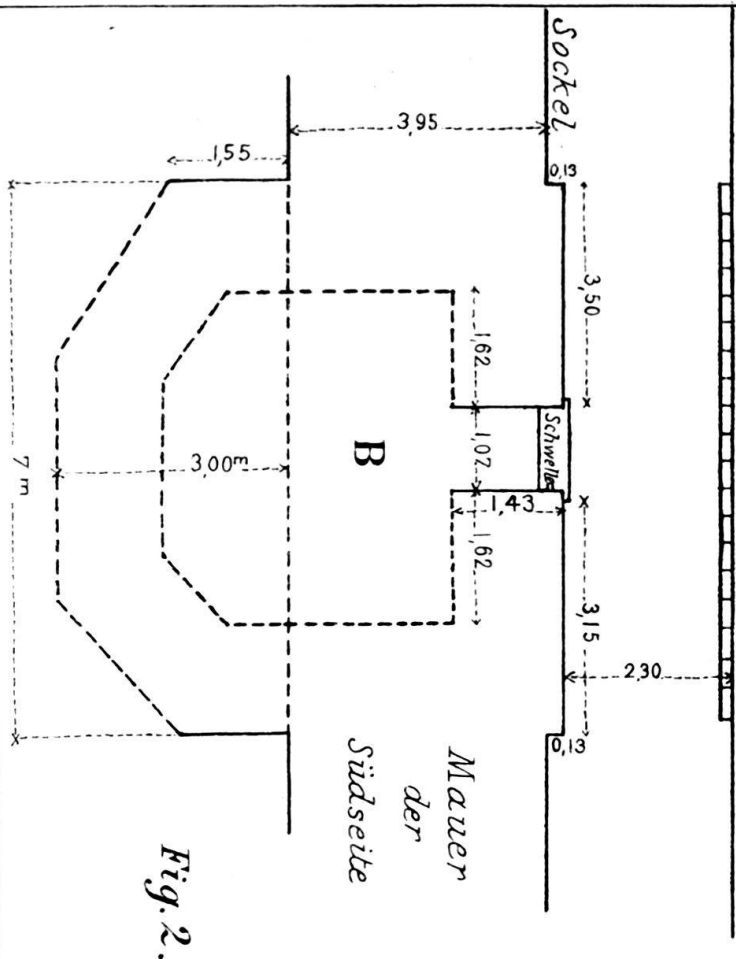 Sockel
3,95
1,55
0,13
3,50
1,62
Schwelle
1,07
1,43
B
3,00m
7 m
1,62
3,15
2,30
0,13
Mauer
der
Südseite
Fig. 2.